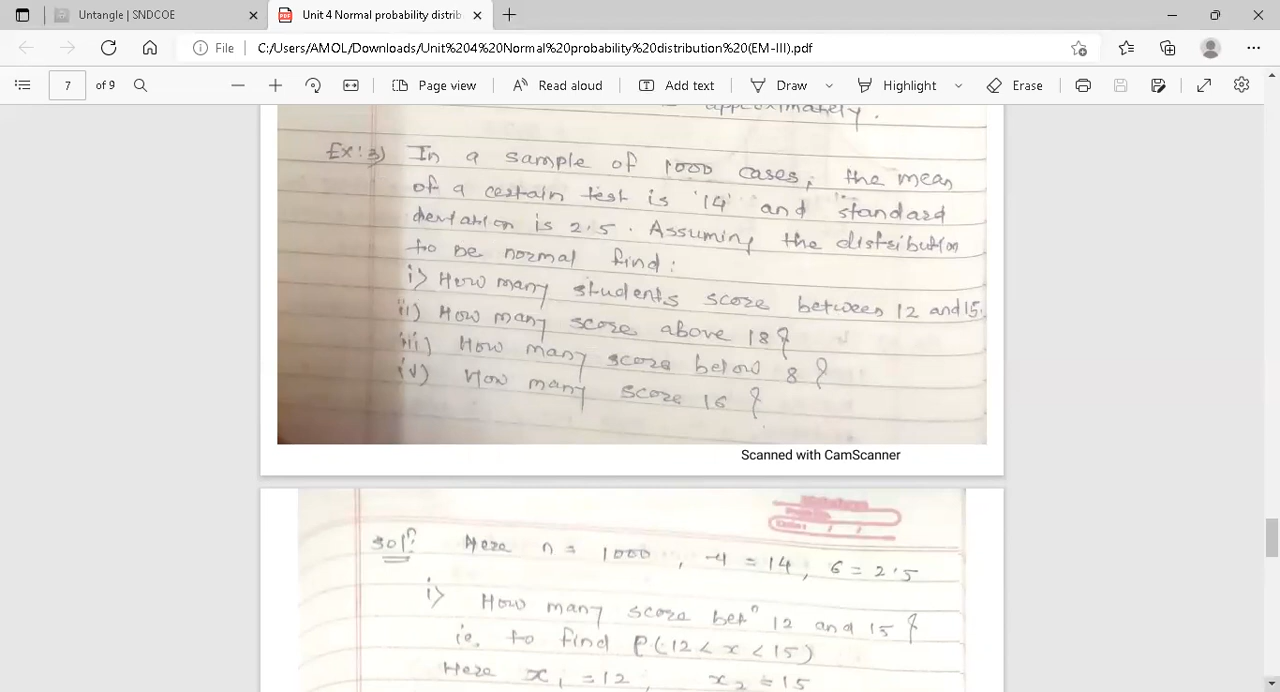 Untangle | SNDCOE
Unit 4 Normal probability distrib
File C:/Users/AMOL/Downloads/Unit%204%20Normal%20probability%20distribution%20(EM-III).pdf
7 of 9 Page view Read aloud Add text Draw Highlight Erase
approximately.
Ex:3) In a sample of 1000 cases, the mean
of a certain test is '14' and standard
deviation is 2.5. Assuming the distribution
to be normal find:
i) How many students score between 12 and 15.
ii) How many score above 18?
iii) How many score below 8?
iv) How many score 16?
Scanned with CamScanner
Solⁿ: Here n = 1000, μ = 14, σ = 2.5
i) How many score betⁿ 12 and 15?
ie. to find P(12 < x < 15)
Here x₁ = 12, x₂ = 15